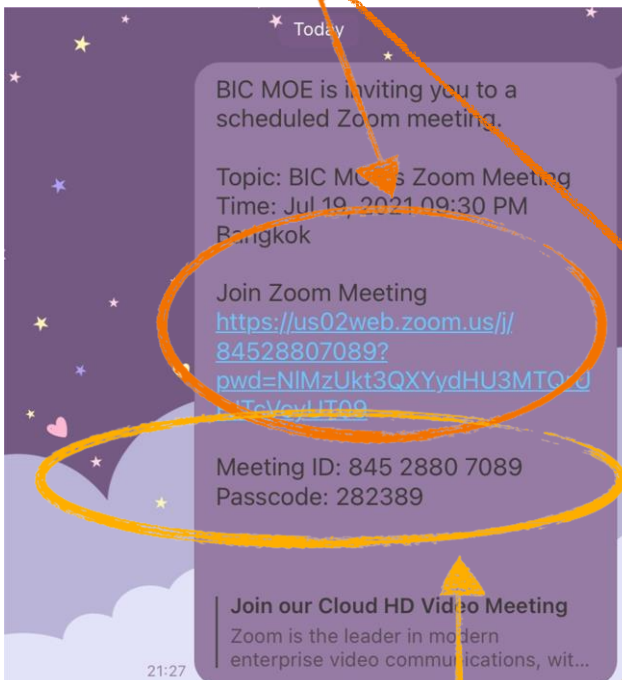 Today
BIC MOE is inviting you to a
scheduled Zoom meeting.
Topic: BIC Zoom Meeting
Time: Jul 19, 2021 09:30 PM
Bangkok
Join Zoom Meeting
https://us02web.zoom.us/j/
84528807089?
Meeting ID: 845 2880 7089
Passcode: 282389
Join our Cloud HD Video Meeting
Zoom is the leader in modern
enterprise video communications, wit...
21:27